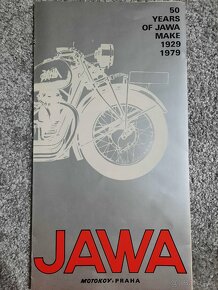 50
YEARS
OF JAWA
MAKE
1929
1979
JAWA
MOTOKOV·PRAHA